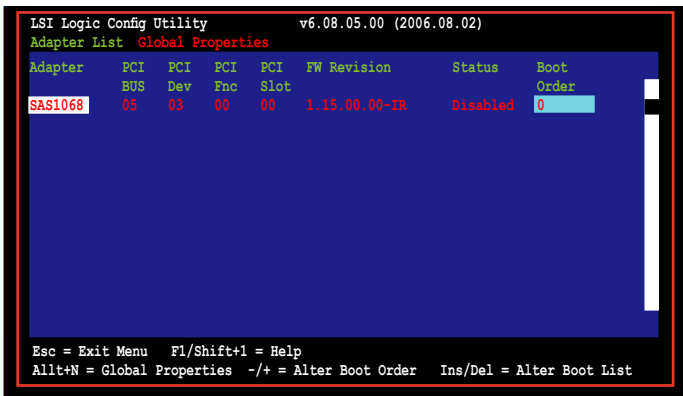 LSI Logic Config Utility v6.08.05.00 (2006.08.02)
Adapter List Global Properties
Adapter PCI PCI PCI PCI FW Revision Status Boot
BUS Dev Fnc Slot Order
SAS1068 05 03 00 00 1.15.00.00-IR Disabled 0
Esc = Exit Menu F1/Shift+1 = Help
Allt+N = Global Properties -/+ = Alter Boot Order Ins/Del = Alter Boot List